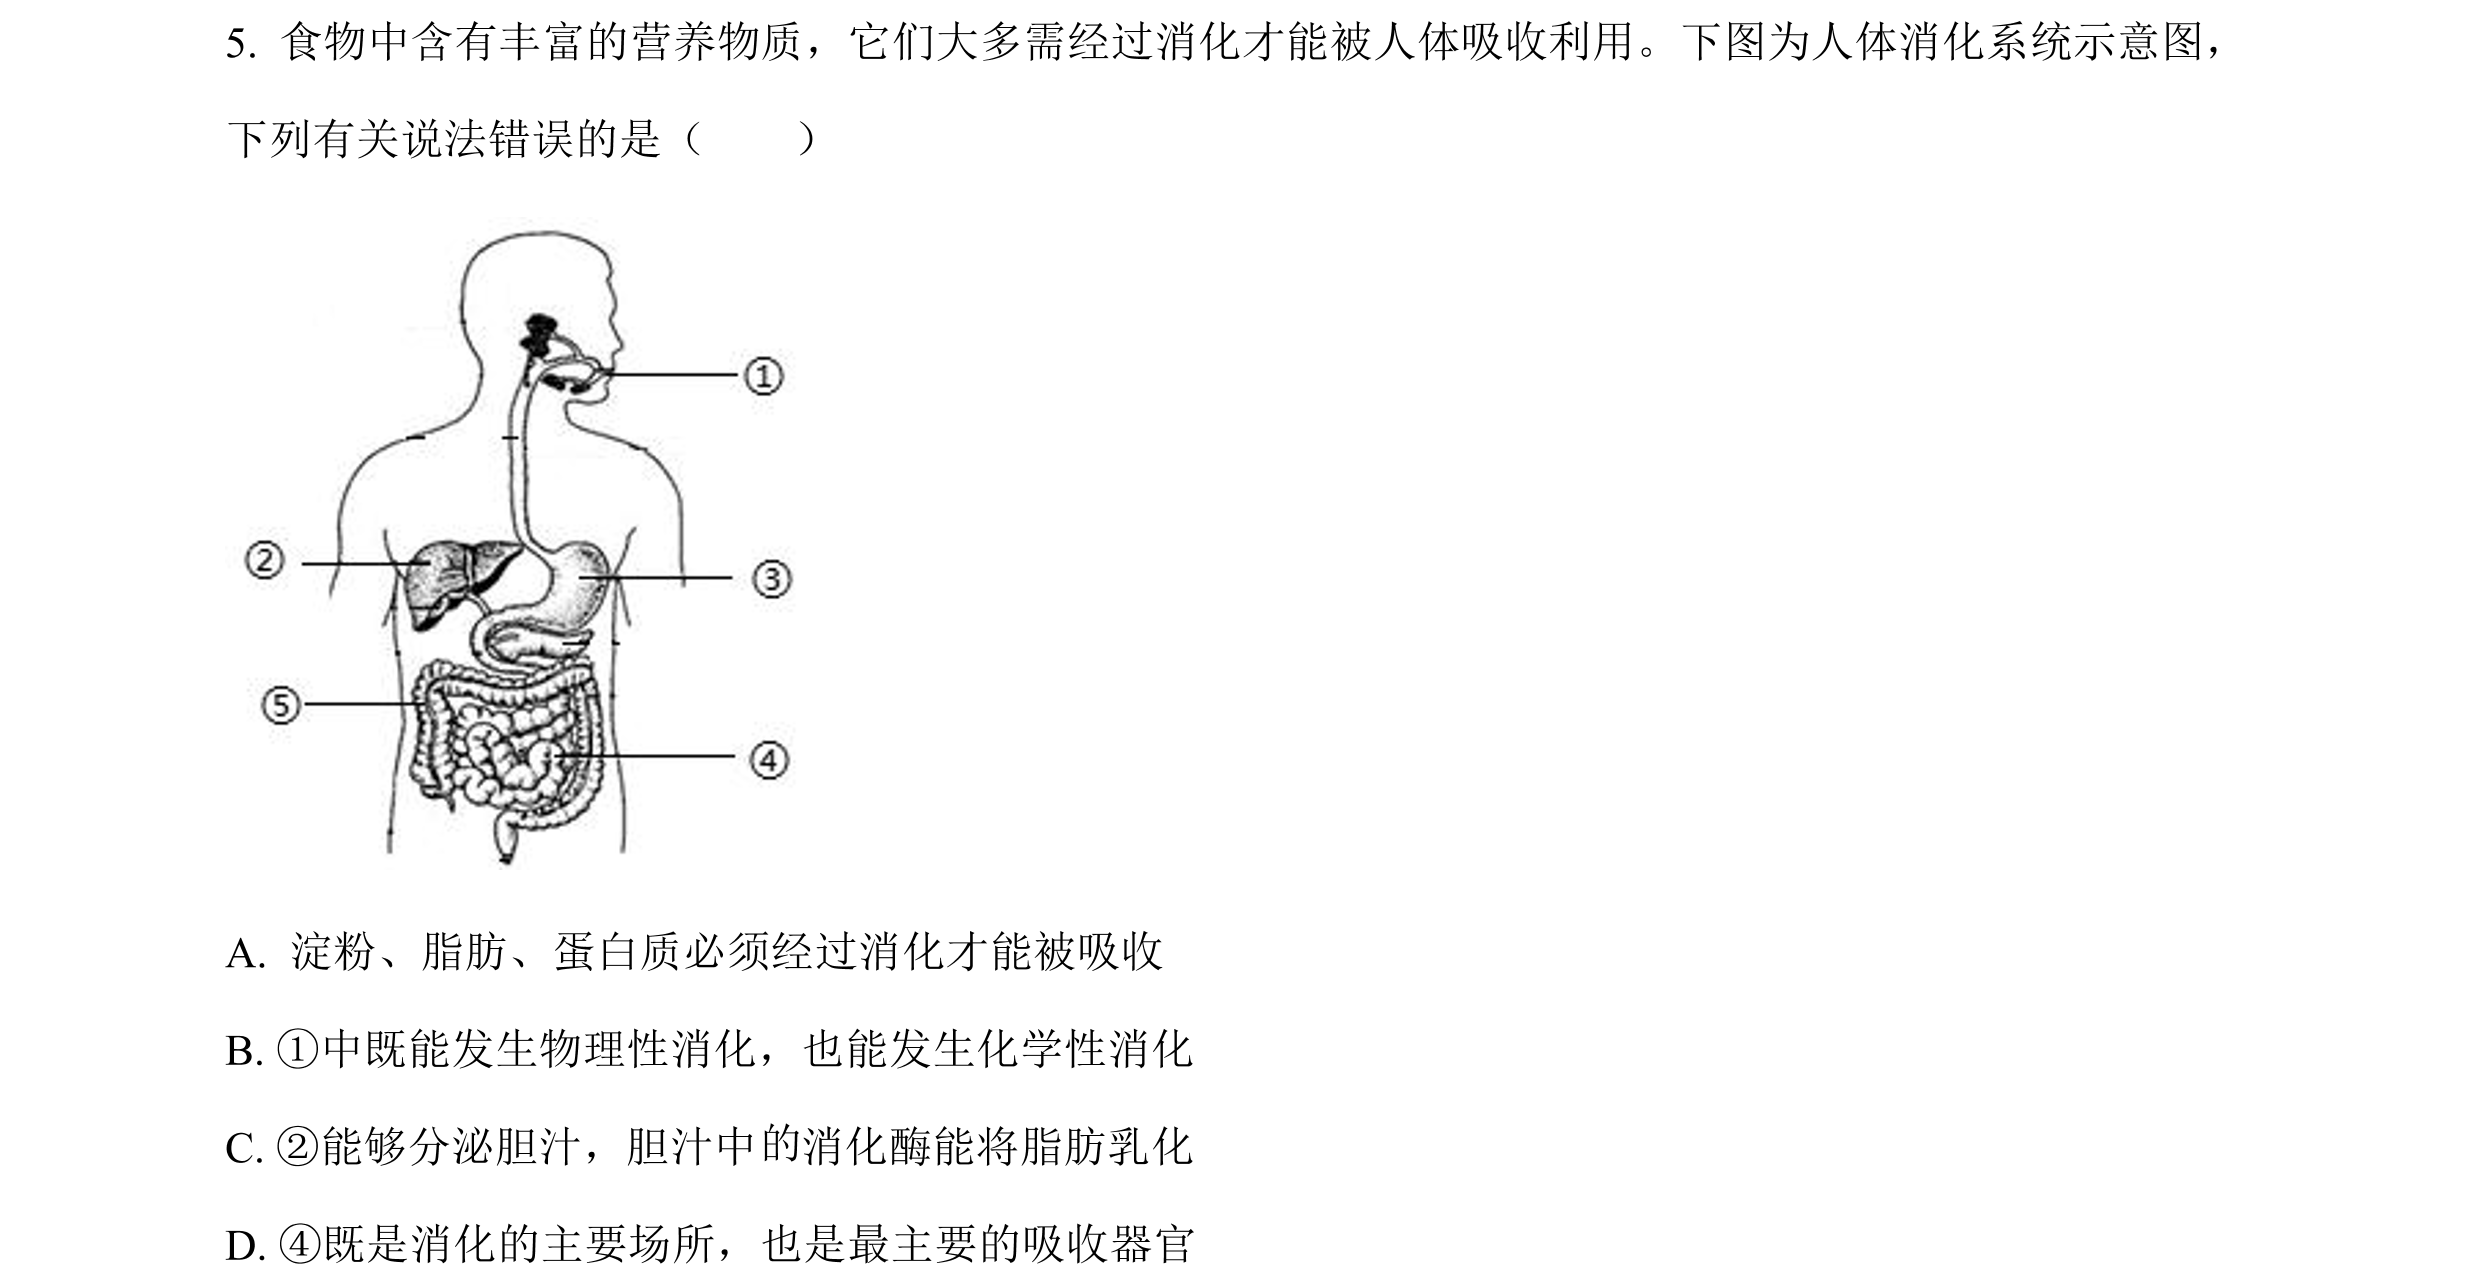 5. 食物中含有丰富的营养物质，它们大多需经过消化才能被人体吸收利用。下图为人体消化系统示意图，
下列有关说法错误的是（　　）
①
②
③
⑤
④
A. 淀粉、脂肪、蛋白质必须经过消化才能被吸收
B. ①中既能发生物理性消化，也能发生化学性消化
C. ②能够分泌胆汁，胆汁中的消化酶能将脂肪乳化
D. ④既是消化的主要场所，也是最主要的吸收器官